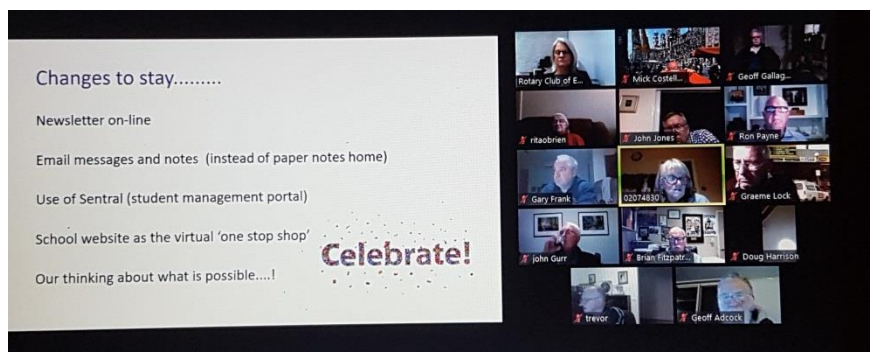 Changes to stay.........
Newsletter on-line
Email messages and notes (instead of paper notes home)
Use of Sentral (student management portal)
School website as the virtual ‘one stop shop’
Celebrate!
Our thinking about what is possible....!
Rotary Club of E...
Mick Costell...
Geoff Gallag...
ritaobrien
John Jones
Ron Payne
Gary Frank
02074830
Graeme Lock
john Gurr
Brian Fitzpatr...
Doug Harrison
trevor
Geoff Adcock